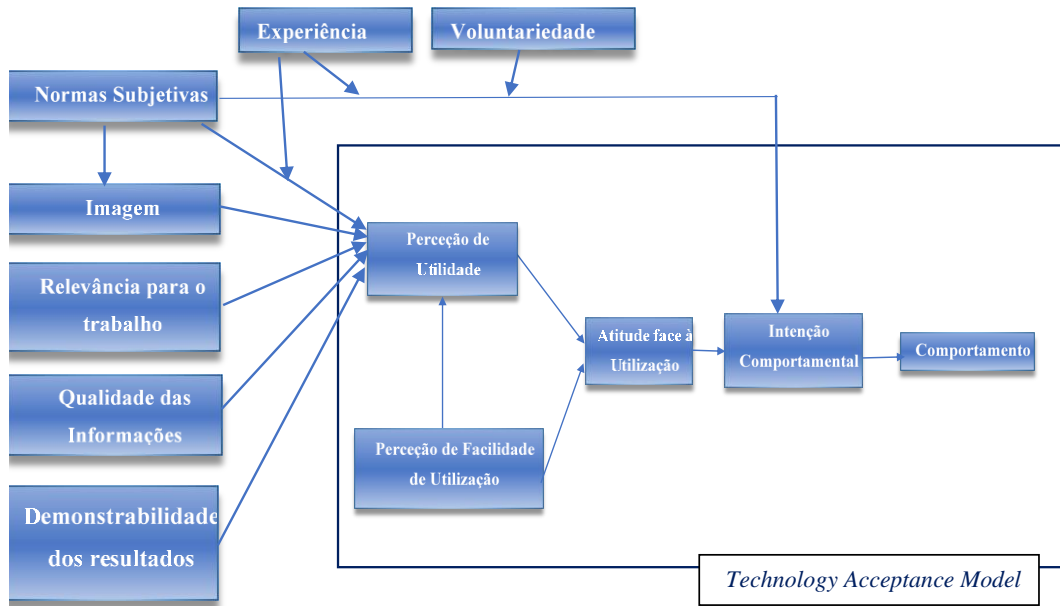 Experiência
Voluntariedade
Normas Subjetivas
Imagem
Perceção de
Utilidade
Relevância para o
trabalho
Atitude face à
Utilização
Intenção
Comportamental
Comportamento
Qualidade das
Informações
Perceção de Facilidade
de Utilização
Demonstrabilidade
dos resultados
Technology Acceptance Model